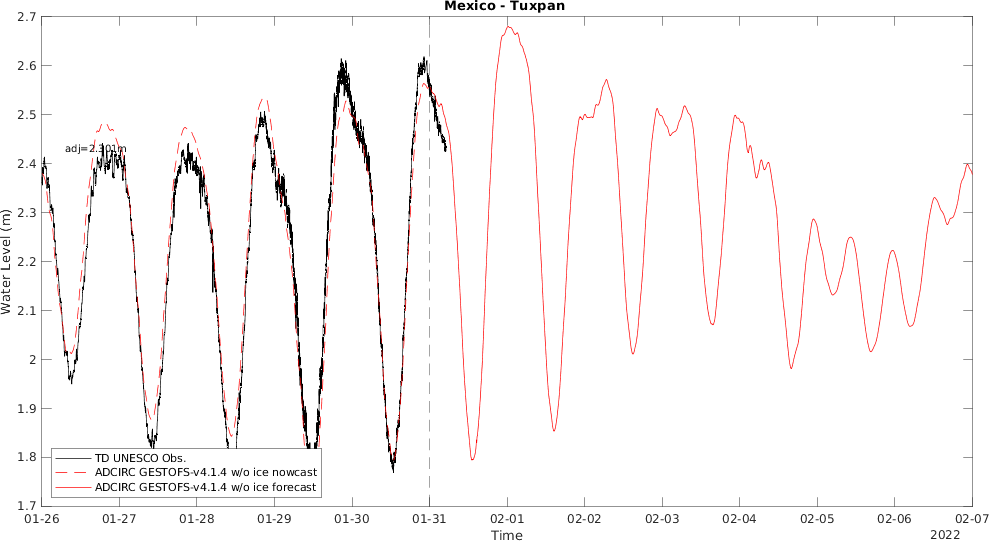 Mexico - Tuxpan
2.7
2.6
2.5
2.4
2.3
2.2
2.1
2
1.9
1.8
1.7
Water Level (m)
adj=2.301m
TD UNESCO Obs.
ADCIRC GESTOFS-v4.1.4 w/o ice nowcast
ADCIRC GESTOFS-v4.1.4 w/o ice forecast
01-26 01-27 01-28 01-29 01-30 01-31 02-01 02-02 02-03 02-04 02-05 02-06 02-07
Time
2022